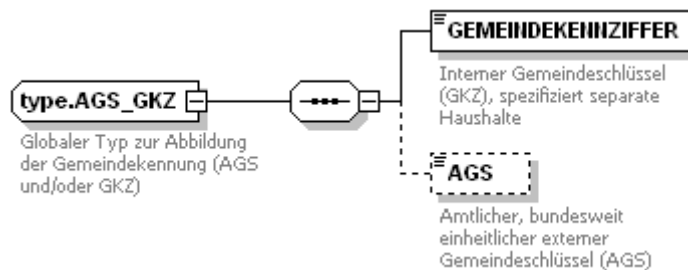 GEMEINDEKENNZIFFER
Interner Gemeindeschlüssel
(GKZ), spezifiziert separate
Haushalte
type.AGS_GKZ
Globaler Typ zur Abbildung
der Gemeindekennung (AGS
und/oder GKZ)
AGS
Amtlicher, bundesweit
einheitlicher externer
Gemeindeschlüssel (AGS)